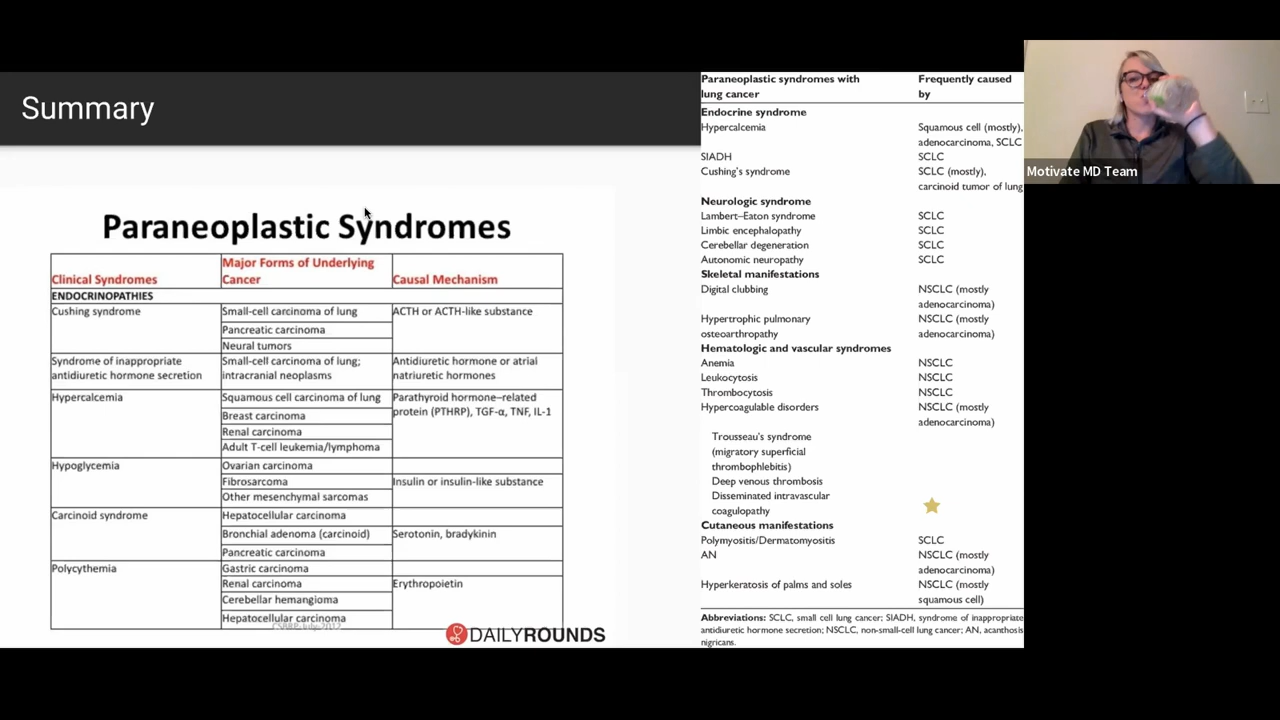 Summary
Paraneoplastic Syndromes
Clinical Syndromes
Major Forms of Underlying
Cancer
Causal Mechanism
ENDOCRINOPATHIES
Cushing syndrome
Small-cell carcinoma of lung
ACTH or ACTH-like substance
Pancreatic carcinoma
Neural tumors
Syndrome of inappropriate
antidiuretic hormone secretion
Small-cell carcinoma of lung;
intracranial neoplasms
Antidiuretic hormone or atrial
natriuretic hormones
Hypercalcemia
Squamous cell carcinoma of lung
Parathyroid hormone–related
protein (PTHRP), TGF-α, TNF, IL-1
Breast carcinoma
Renal carcinoma
Adult T-cell leukemia/lymphoma
Hypoglycemia
Ovarian carcinoma
Fibrosarcoma
Insulin or insulin-like substance
Other mesenchymal sarcomas
Carcinoid syndrome
Hepatocellular carcinoma
Bronchial adenoma (carcinoid)
Serotonin, bradykinin
Pancreatic carcinoma
Polycythemia
Gastric carcinoma
Renal carcinoma
Erythropoietin
Cerebellar hemangioma
Hepatocellular carcinoma
DAILYROUNDS
Paraneoplastic syndromes with
lung cancer
Frequently caused
by
Endocrine syndrome
Hypercalcemia
Squamous cell (mostly),
adenocarcinoma, SCLC
SIADH
SCLC
Cushing's syndrome
SCLC (mostly),
carcinoid tumor of lung
Neurologic syndrome
Lambert–Eaton syndrome
SCLC
Limbic encephalopathy
SCLC
Cerebellar degeneration
SCLC
Autonomic neuropathy
SCLC
Skeletal manifestations
Digital clubbing
NSCLC (mostly
adenocarcinoma)
Hypertrophic pulmonary
osteoarthropathy
NSCLC (mostly
adenocarcinoma)
Hematologic and vascular syndromes
Anemia
NSCLC
Leukocytosis
NSCLC
Thrombocytosis
NSCLC
Hypercoagulable disorders
NSCLC (mostly
adenocarcinoma)
Trousseau's syndrome
(migratory superficial
thrombophlebitis)
Deep venous thrombosis
Disseminated intravascular
coagulopathy
Cutaneous manifestations
Polymyositis/Dermatomyositis
SCLC
AN
NSCLC (mostly
adenocarcinoma)
Hyperkeratosis of palms and soles
NSCLC (mostly
squamous cell)
Abbreviations: SCLC, small cell lung cancer; SIADH, syndrome of inappropriate
antidiuretic hormone secretion; NSCLC, non-small-cell lung cancer; AN, acanthosis
nigricans.
Motivate MD Team